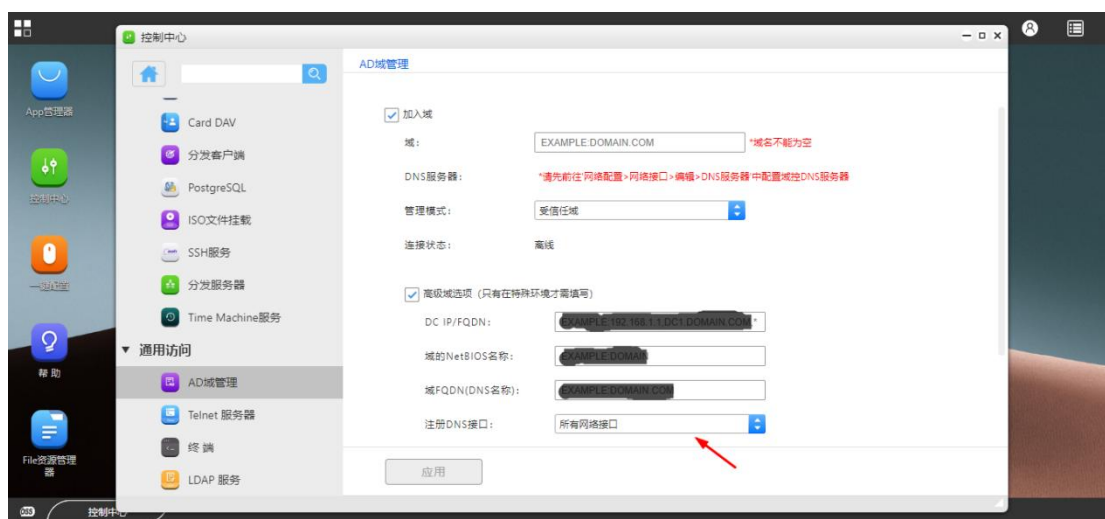 控制中心
App管理器
控制中心
一键配置
帮 助
File资源管理
器
Card DAV
分发客户端
PostgreSQL
ISO文件挂载
SSH服务
分发服务器
Time Machine服务
通用访问
AD域管理
Telnet 服务器
终 端
LDAP 服务
AD域管理
加入域
域: EXAMPLE:DOMAIN.COM *域名不能为空
DNS服务器: *请先前往'网络配置>网络接口>编辑>DNS服务器'中配置域控DNS服务器
管理模式: 受信任域
连接状态: 离线
高级域选项 (只有在特殊环境才需填写)
DC IP/FQDN: EXAMPLE:192.168.1.1,DC1.DOMAIN.COM,*
域的NetBIOS名称: EXAMPLE:DOMAIN
域FQDN(DNS名称): EXAMPLE:DOMAIN.COM
注册DNS接口: 所有网络接口
应用
控制中